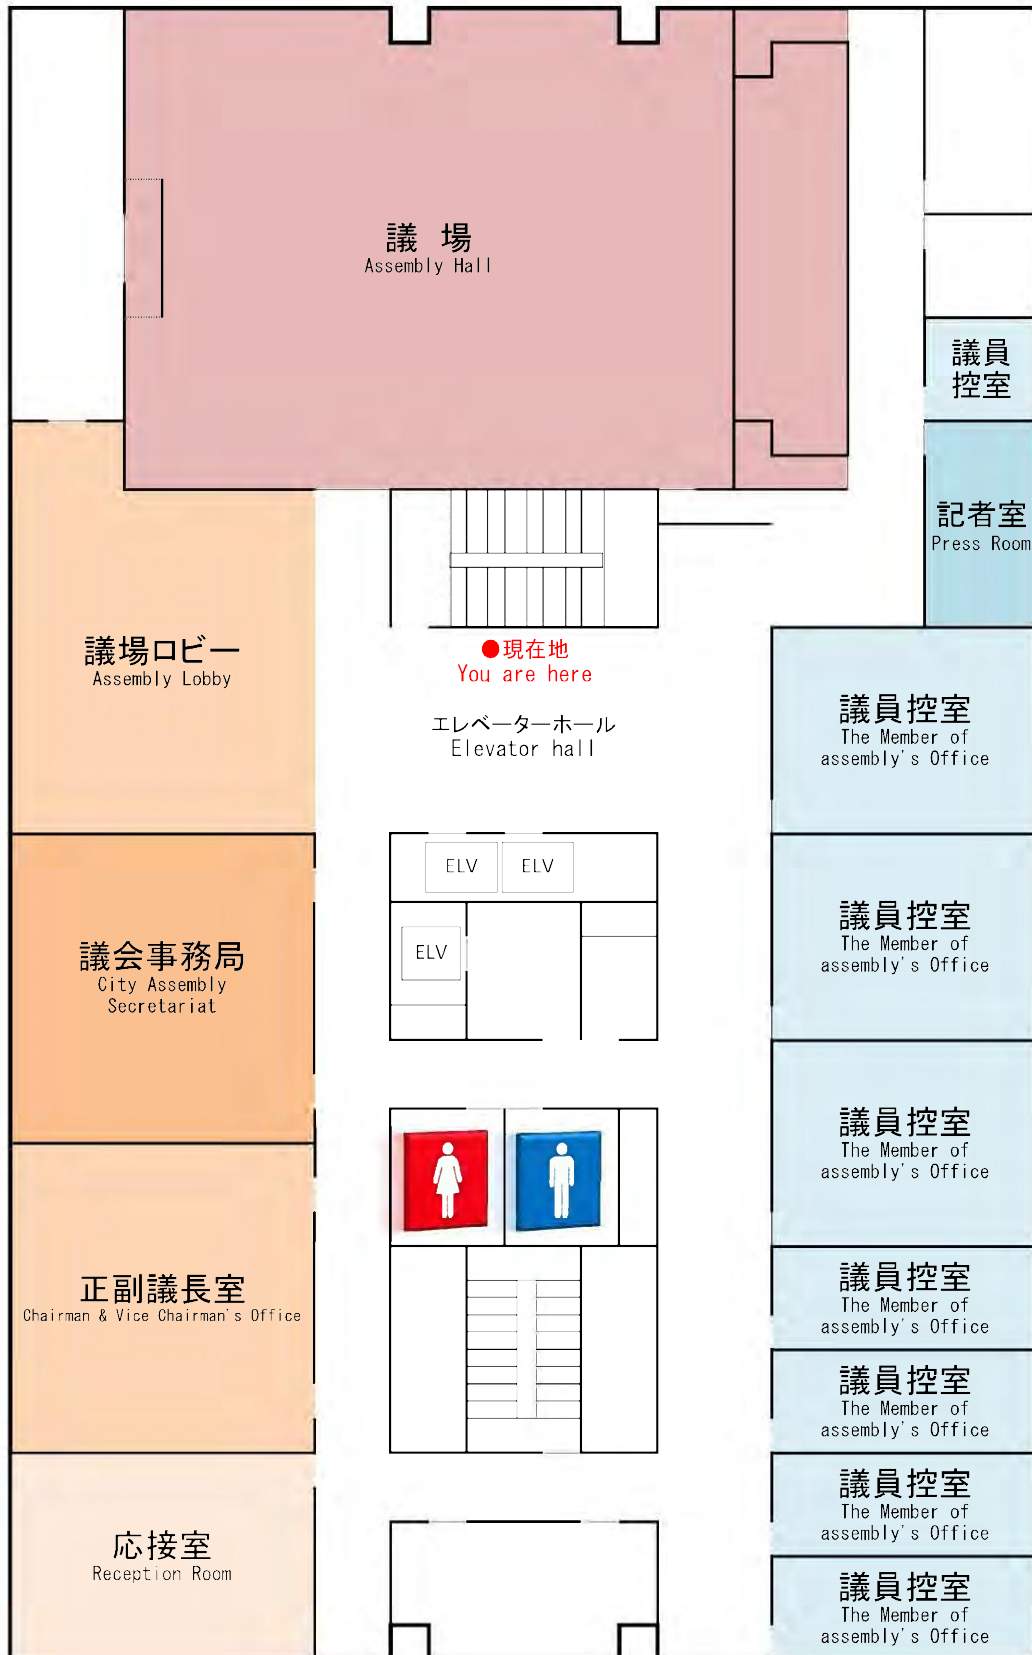 議 場
Assembly Hall
議員
控室
記者室
Press Room
議場ロビー
Assembly Lobby
●現在地
You are here
エレベーターホール
Elevator hall
議員控室
The Member of
assembly's Office
ELV
ELV
議員控室
The Member of
assembly's Office
議会事務局
City Assembly
Secretariat
ELV
議員控室
The Member of
assembly's Office
正副議長室
Chairman & Vice Chairman's Office
議員控室
The Member of
assembly's Office
議員控室
The Member of
assembly's Office
議員控室
The Member of
assembly's Office
応接室
Reception Room
議員控室
The Member of
assembly's Office